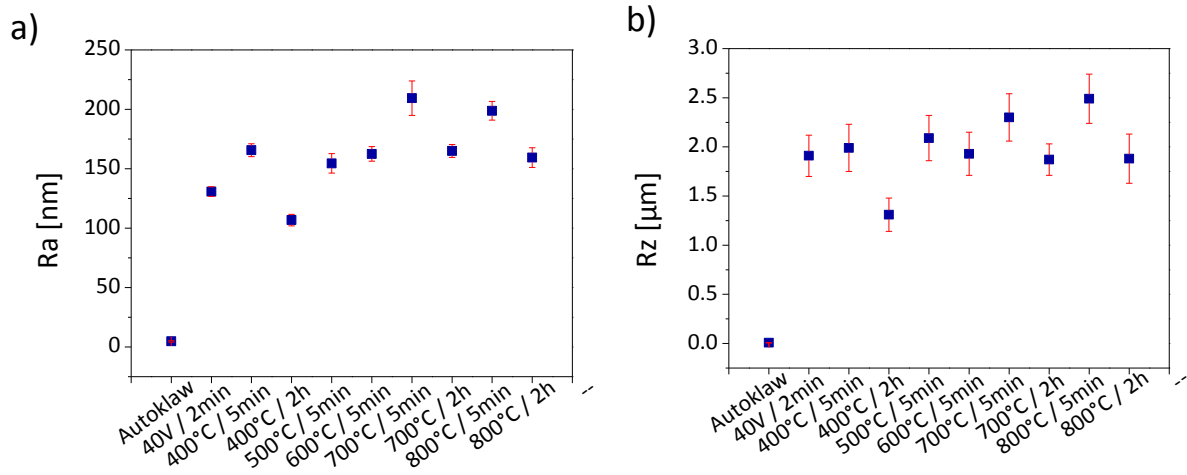 a)
Ra [nm]
250
200
150
100
50
0
Autoklaw
40V / 2min
400°C / 5min
400°C / 2h
500°C / 5min
600°C / 5min
700°C / 5min
700°C / 2h
800°C / 5min
800°C / 2h
--
b)
Rz [µm]
3.0
2.5
2.0
1.5
1.0
0.5
0.0
Autoklaw
40V / 2min
400°C / 5min
400°C / 2h
500°C / 5min
600°C / 5min
700°C / 5min
700°C / 2h
800°C / 5min
800°C / 2h
--